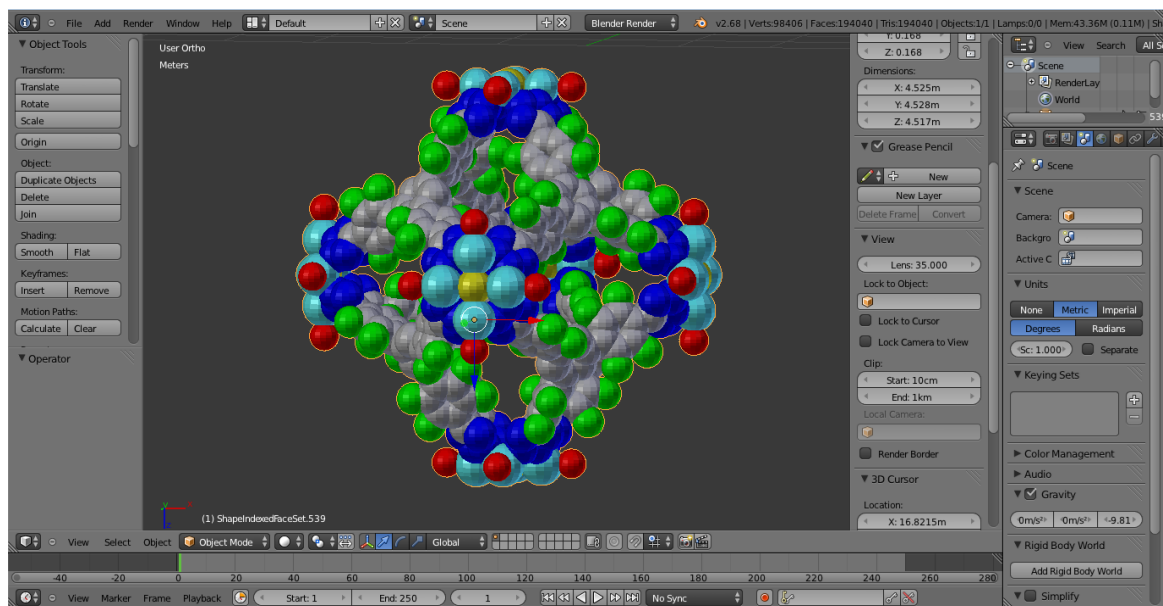 File Add Render Window Help Default Scene Blender Render v2.68 | Verts:98406 | Faces:194040 | Tris:194040 | Objects:1/1 | Lamps:0/0 | Mem:43.36M (0.11M) | Sh
Object Tools
Transform:
Translate
Rotate
Scale
Origin
Object:
Duplicate Objects
Delete
Join
Shading:
Smooth Flat
Keyframes:
Insert Remove
Motion Paths:
Calculate Clear
Operator
User Ortho
Meters
(1) ShapeIndexedFaceSet.539
Y: 0.168
Z: 0.168
Dimensions:
X: 4.525m
Y: 4.528m
Z: 4.517m
Grease Pencil
New
New Layer
Delete Frame Convert
View
Lens: 35.000
Lock to Object:
Lock to Cursor
Lock Camera to View
Clip:
Start: 10cm
End: 1km
Local Camera:
Render Border
3D Cursor
Location:
X: 16.8215m
View Search All S
Scene
RenderLay
World
539
Scene
Scene
Camera:
Backgro
Active C
Units
None Metric Imperial
Degrees Radians
Sc: 1.000 Separate
Keying Sets
Color Management
Audio
Gravity
0m/s² 0m/s² -9.81
Rigid Body World
Add Rigid Body World
Simplify
View Select Object Object Mode Global
-40 -20 0 20 40 60 80 100 120 140 160 180 200 220 240 260 280
View Marker Frame Playback Start: 1 End: 250 1 No Sync